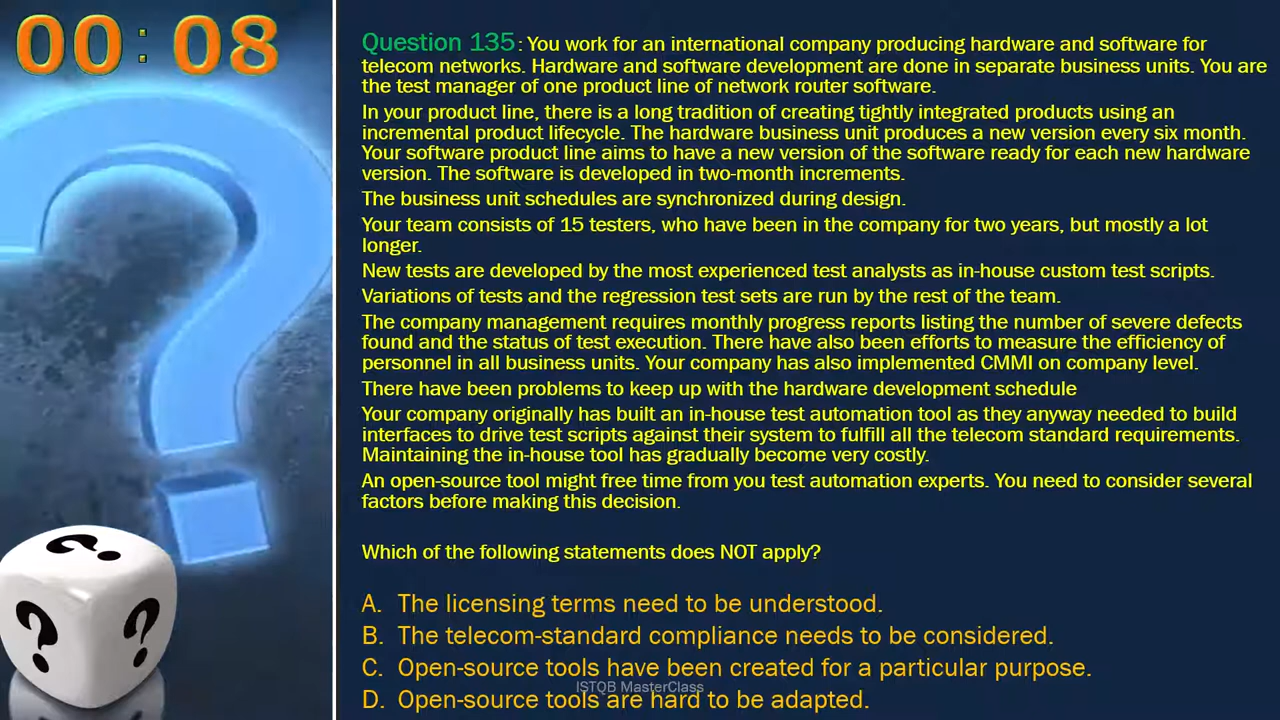 00:08
Question 135: You work for an international company producing hardware and software for
telecom networks. Hardware and software development are done in separate business units. You are
the test manager of one product line of network router software.
In your product line, there is a long tradition of creating tightly integrated products using an
incremental product lifecycle. The hardware business unit produces a new version every six month.
Your software product line aims to have a new version of the software ready for each new hardware
version. The software is developed in two-month increments.
The business unit schedules are synchronized during design.
Your team consists of 15 testers, who have been in the company for two years, but mostly a lot
longer.
New tests are developed by the most experienced test analysts as in-house custom test scripts.
Variations of tests and the regression test sets are run by the rest of the team.
The company management requires monthly progress reports listing the number of severe defects
found and the status of test execution. There have also been efforts to measure the efficiency of
personnel in all business units. Your company has also implemented CMMI on company level.
There have been problems to keep up with the hardware development schedule
Your company originally has built an in-house test automation tool as they anyway needed to build
interfaces to drive test scripts against their system to fulfill all the telecom standard requirements.
Maintaining the in-house tool has gradually become very costly.
An open-source tool might free time from you test automation experts. You need to consider several
factors before making this decision.
Which of the following statements does NOT apply?
A. The licensing terms need to be understood.
B. The telecom-standard compliance needs to be considered.
C. Open-source tools have been created for a particular purpose.
ISTQB MasterClass
D. Open-source tools are hard to be adapted.